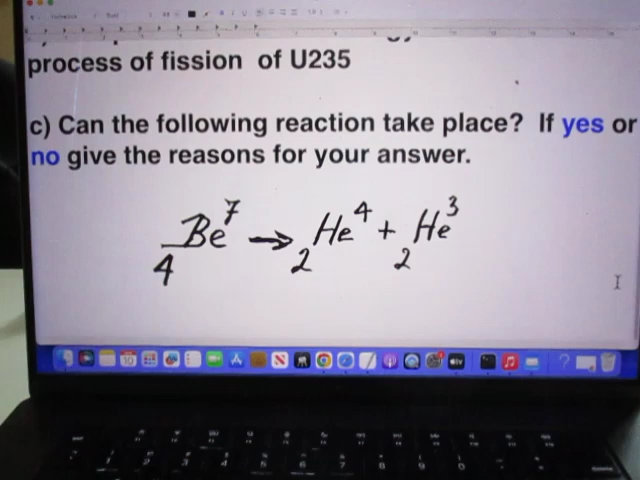 process of fission of U235
c) Can the following reaction take place? If yes or
no give the reasons for your answer.
₄Be⁷ → ₂He⁴ + ₂He³